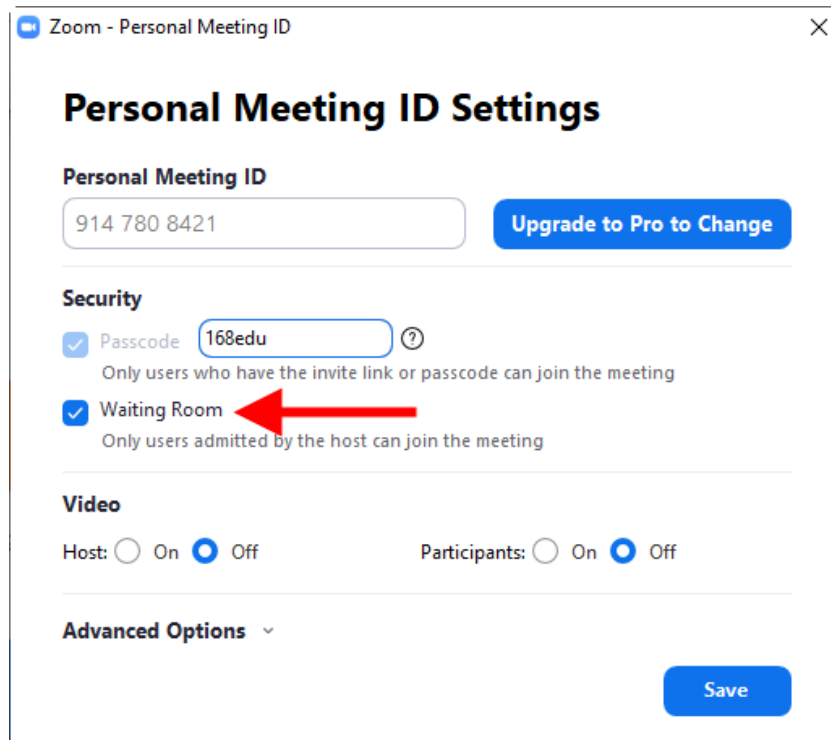 Zoom - Personal Meeting ID
Personal Meeting ID Settings
Personal Meeting ID
914 780 8421
Upgrade to Pro to Change
Security
Passcode 168edu ?
Only users who have the invite link or passcode can join the meeting
Waiting Room
Only users admitted by the host can join the meeting
Video
Host: On Off Participants: On Off
Advanced Options
Save